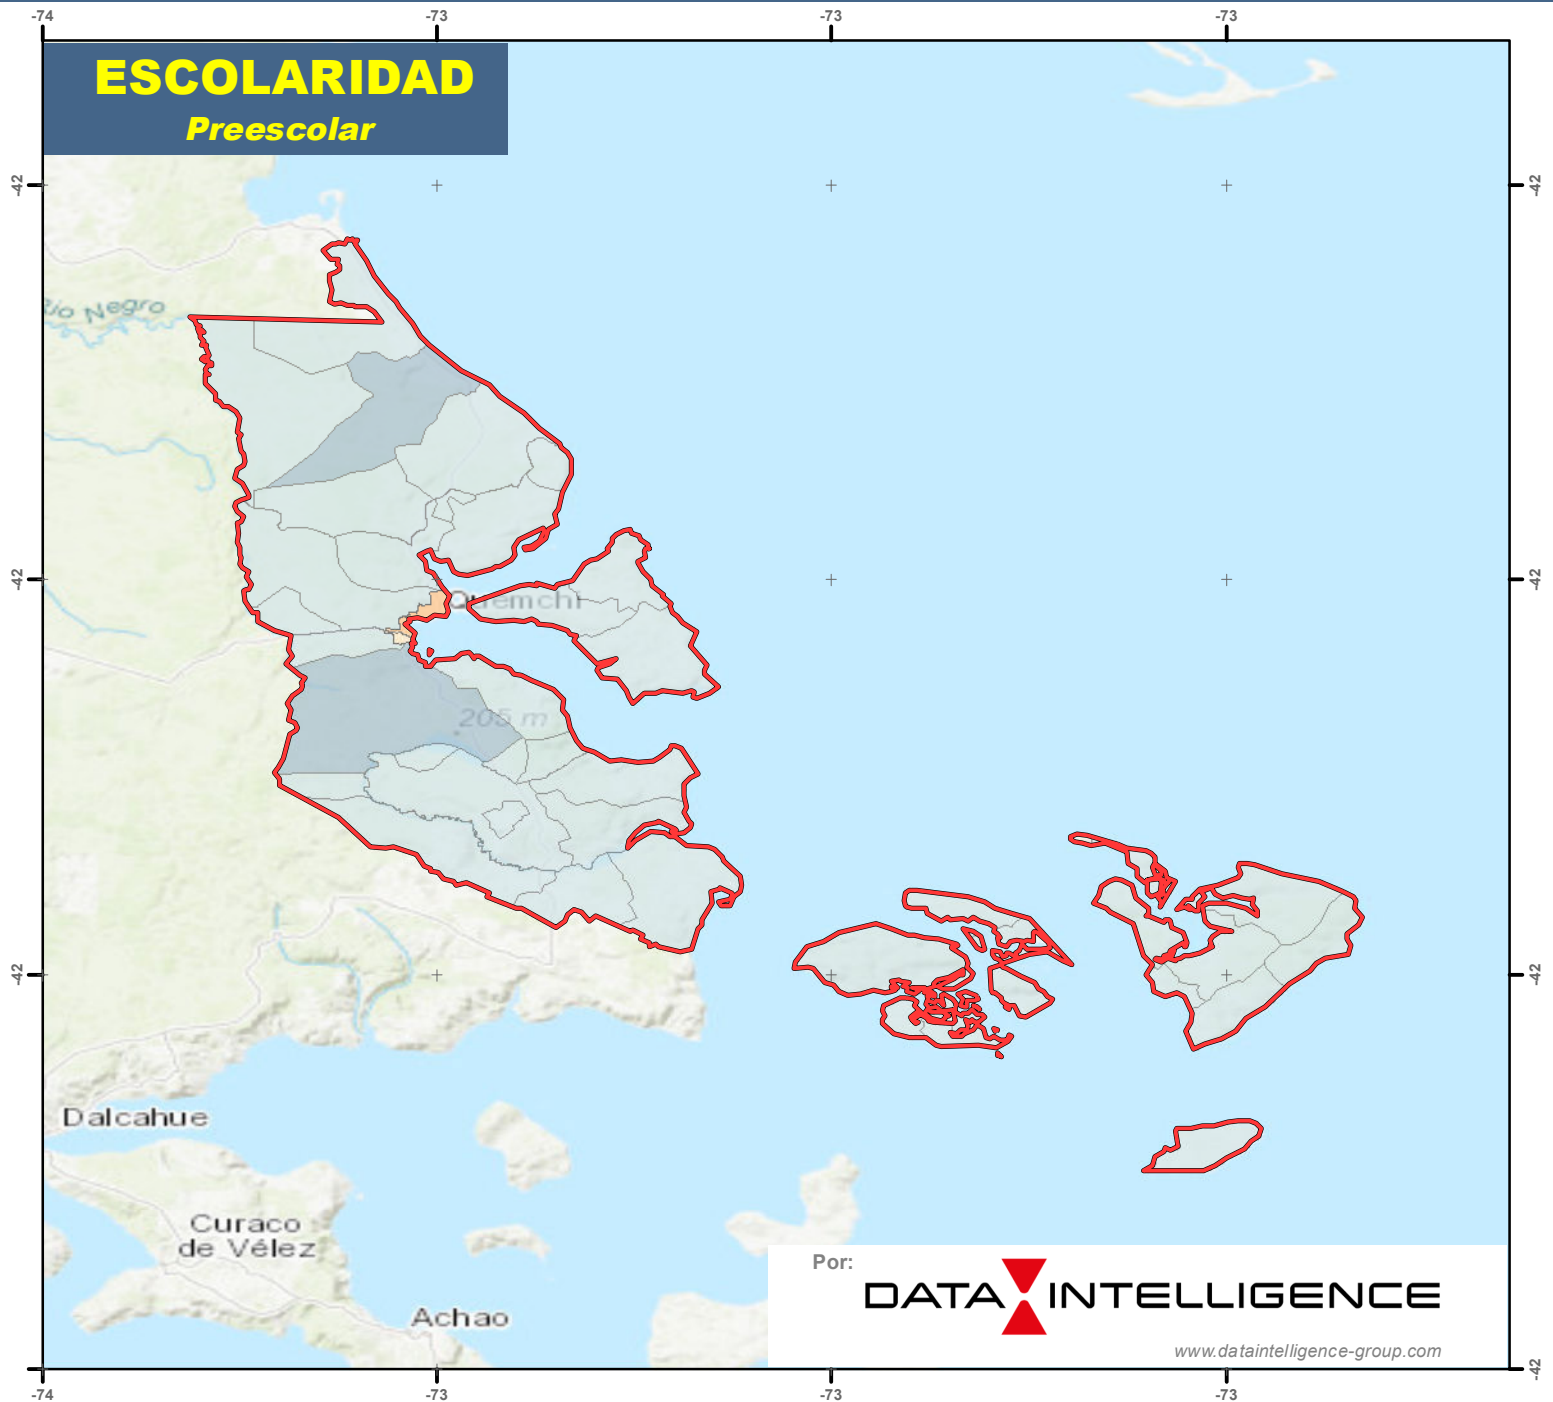 -74 -73 -73 -73
ESCOLARIDAD
Preescolar
-42 -42
Río Negro
-42 -42
Quemchi
205 m
-42 -42
Dalcahue
Curaco
de Vélez
Achao
Por:
DATA INTELLIGENCE
www.dataintelligence-group.com
-42
-74 -73 -73 -73